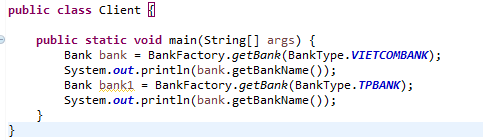 public class Client {
    public static void main(String[] args) {
        Bank bank = BankFactory.getBank(BankType.VIETCOMBANK);
        System.out.println(bank.getBankName());
        Bank bank1 = BankFactory.getBank(BankType.TPBANK);
        System.out.println(bank.getBankName());
    }
}